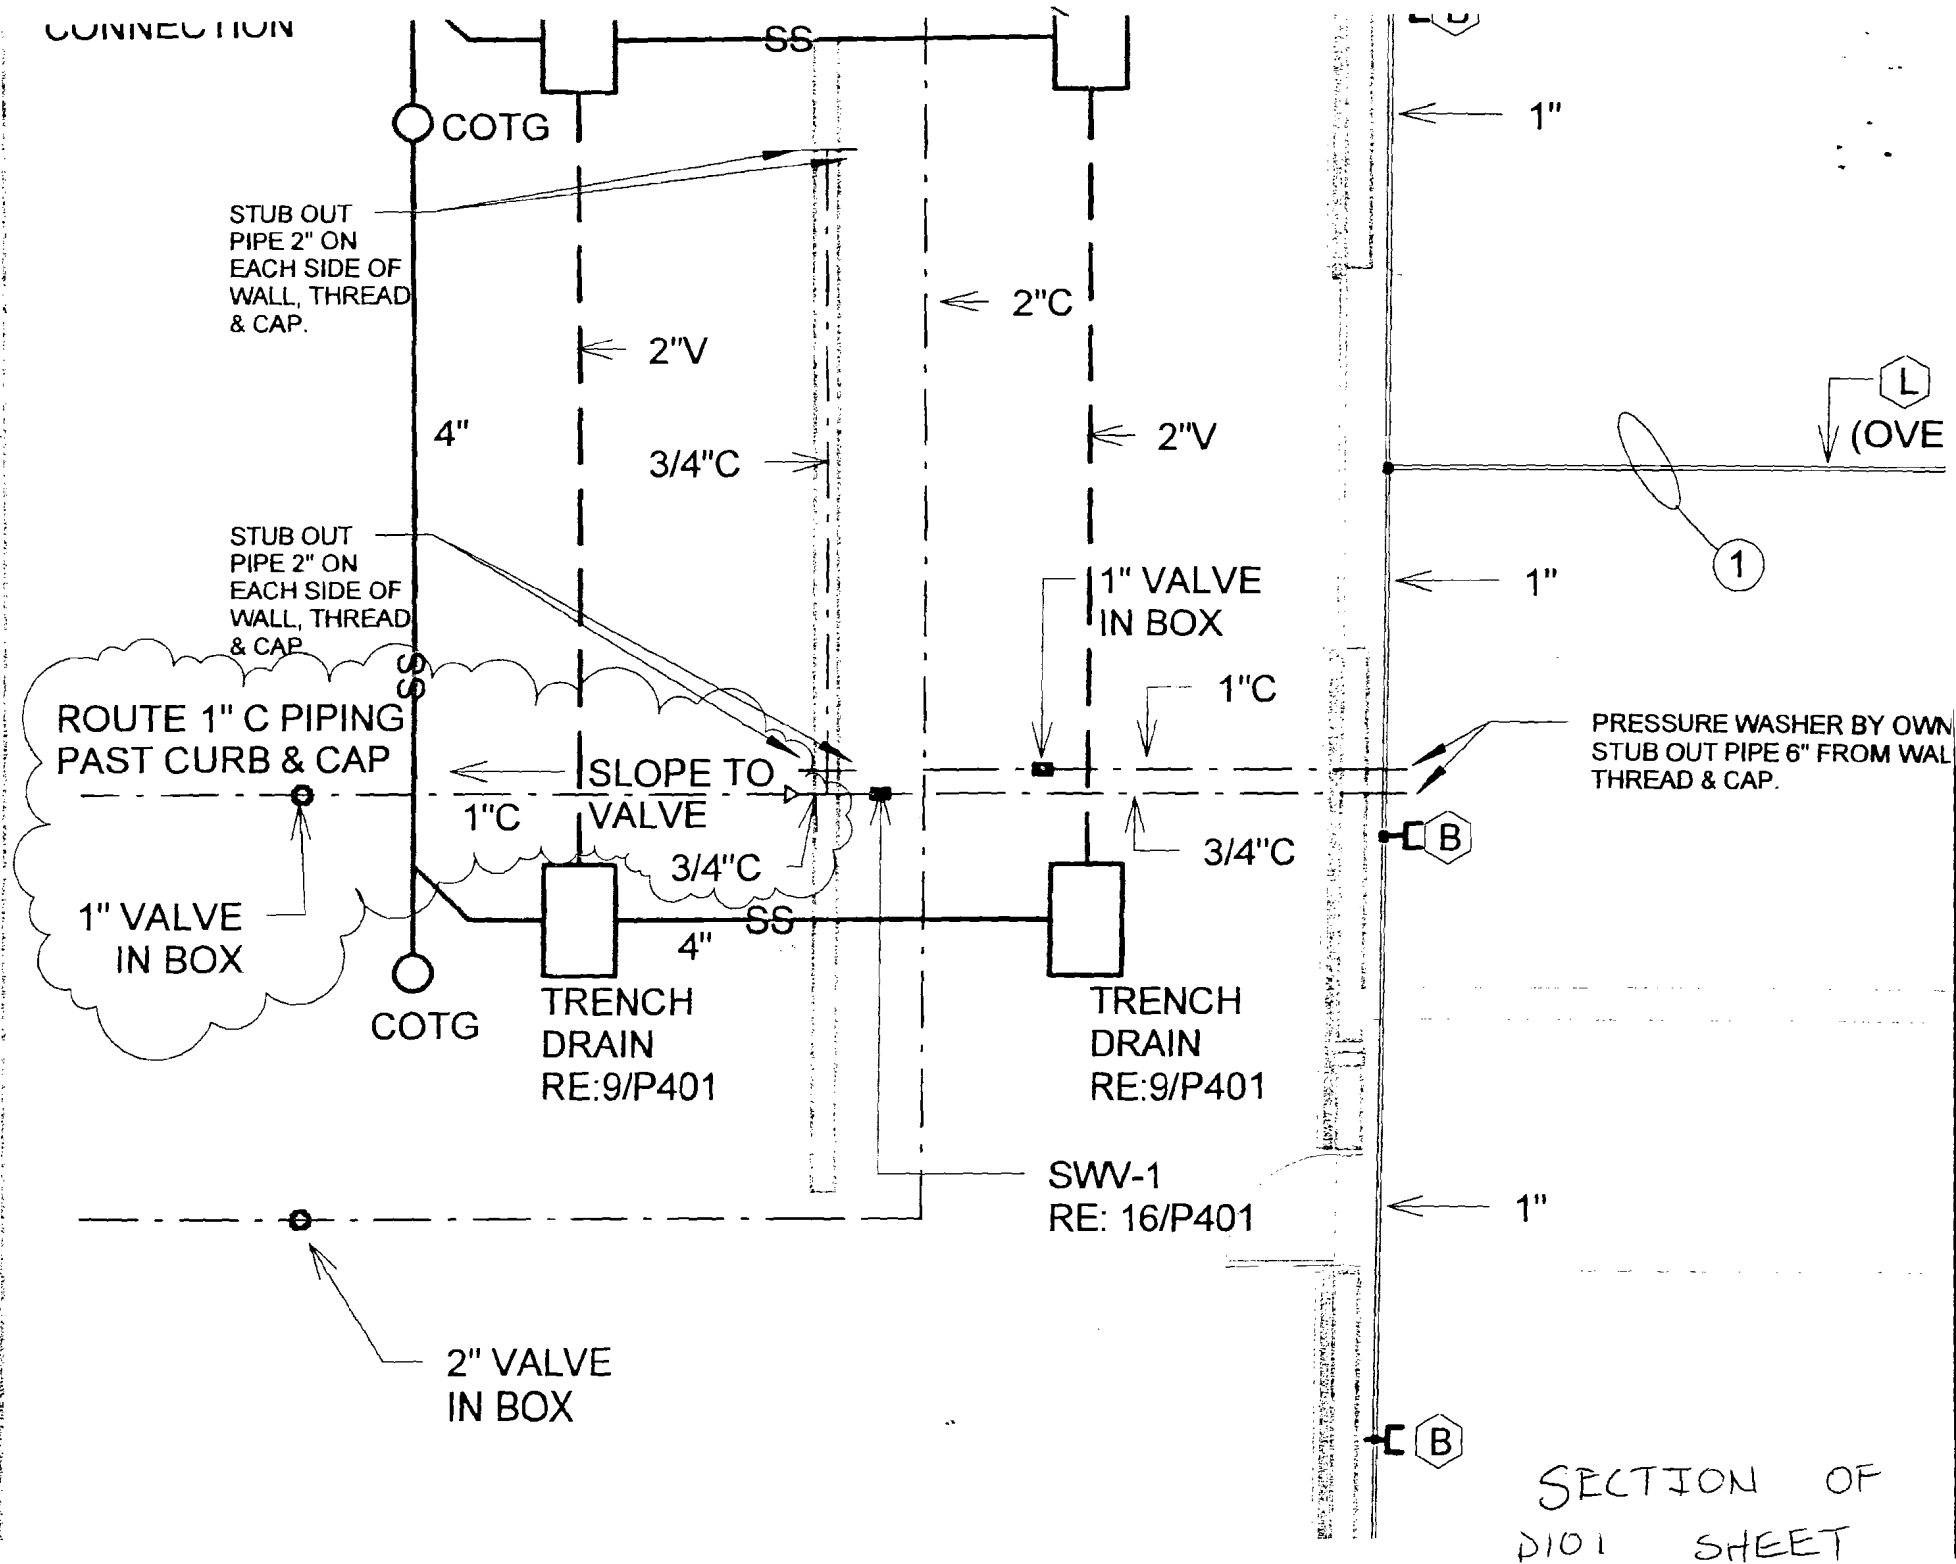 CONNECTION
SS
COTG
1"
STUB OUT
PIPE 2" ON
EACH SIDE OF
WALL, THREAD
& CAP.
2"C
2"V
L
4"
2"V
(OVE
3/4"C
STUB OUT
PIPE 2" ON
EACH SIDE OF
WALL, THREAD
& CAP
1" VALVE
IN BOX
1"
1
SS
1"C
ROUTE 1" C PIPING
PAST CURB & CAP
PRESSURE WASHER BY OWN
STUB OUT PIPE 6" FROM WAL
THREAD & CAP.
SLOPE TO
VALVE
1"C
3/4"C
3/4"C
B
1" VALVE
IN BOX
SS
4"
COTG
TRENCH
DRAIN
RE:9/P401
TRENCH
DRAIN
RE:9/P401
SWV-1
RE: 16/P401
1"
2" VALVE
IN BOX
B
SECTION OF
P101 SHEET